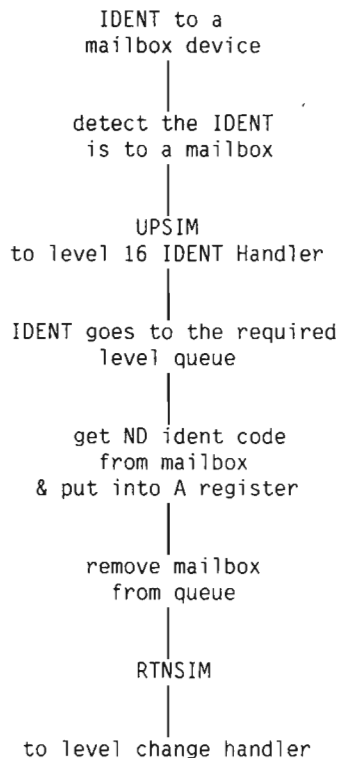 IDENT to a
mailbox device
detect the IDENT
is to a mailbox
UPSIM
to level 16 IDENT Handler
IDENT goes to the required
level queue
get ND ident code
from mailbox
& put into A register
remove mailbox
from queue
RTNSIM
to level change handler